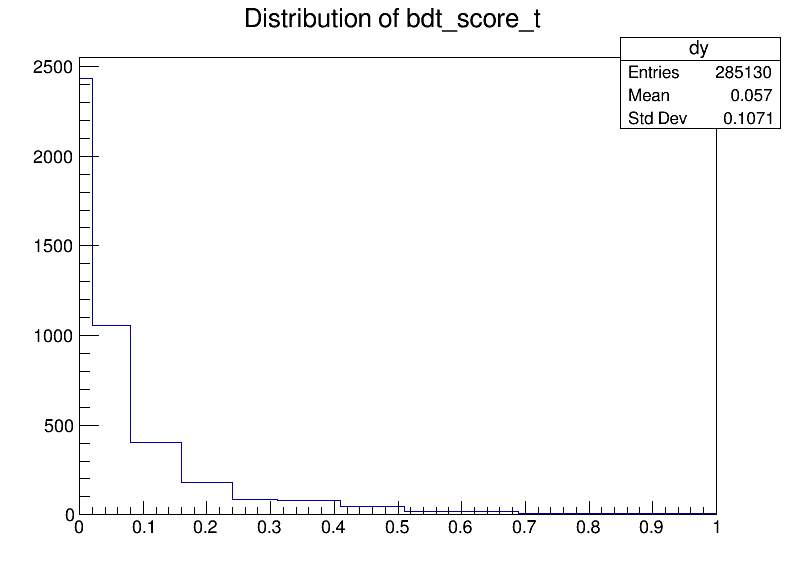 Distribution of bdt_score_t
dy
Entries 285130
Mean 0.057
Std Dev 0.1071
2500
2000
1500
1000
500
0
0 0.1 0.2 0.3 0.4 0.5 0.6 0.7 0.8 0.9 1